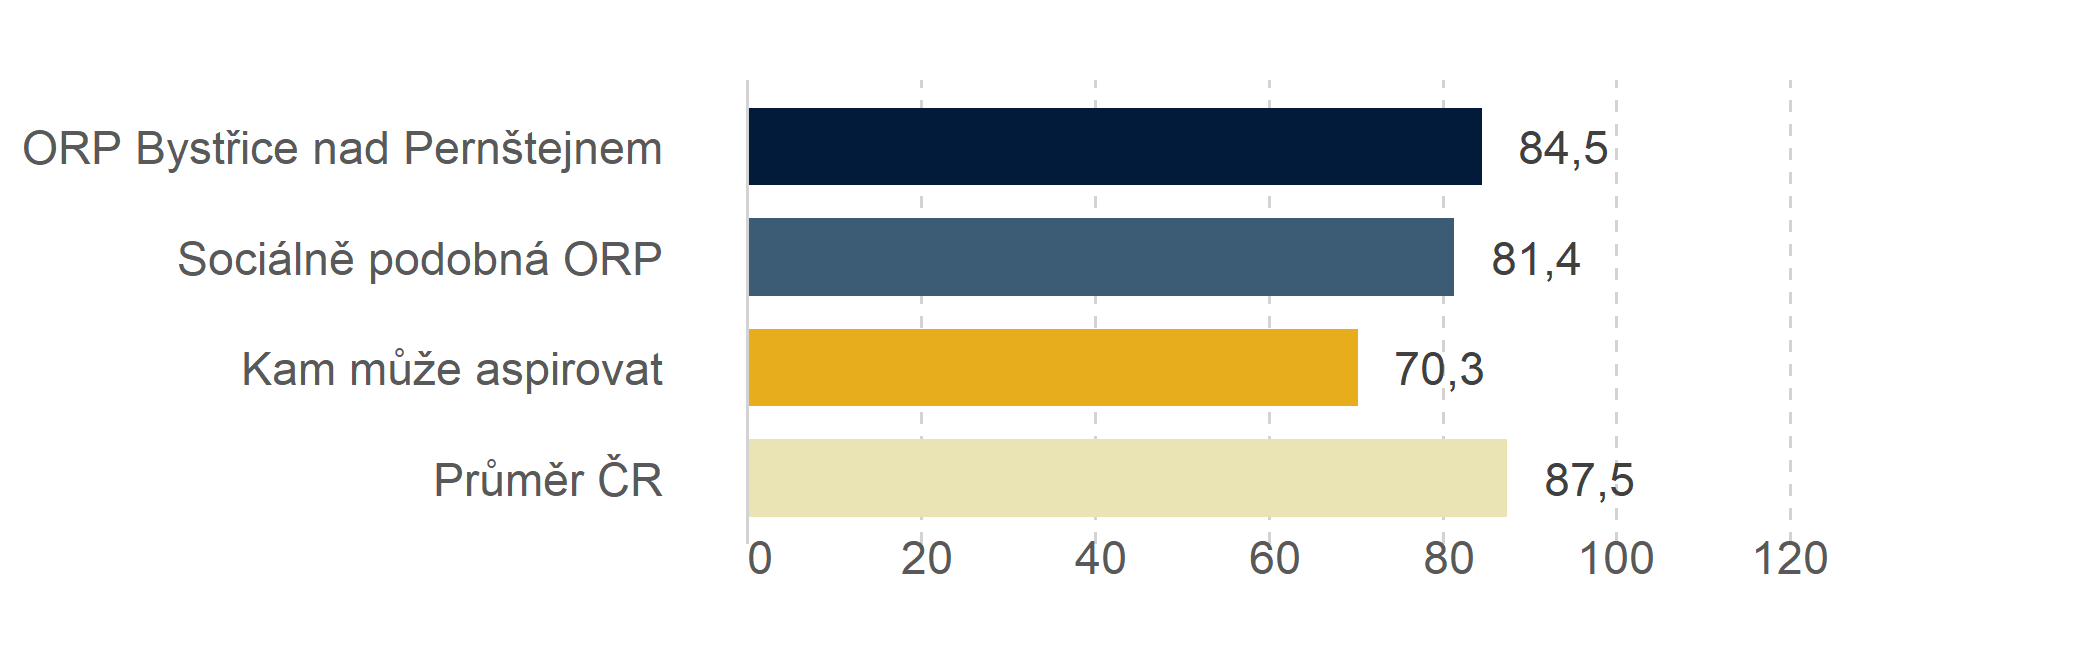 ORP Bystřice nad Pernštejnem 84,5
Sociálně podobná ORP 81,4
Kam může aspirovat 70,3
Průměr ČR 87,5
0 20 40 60 80 100 120